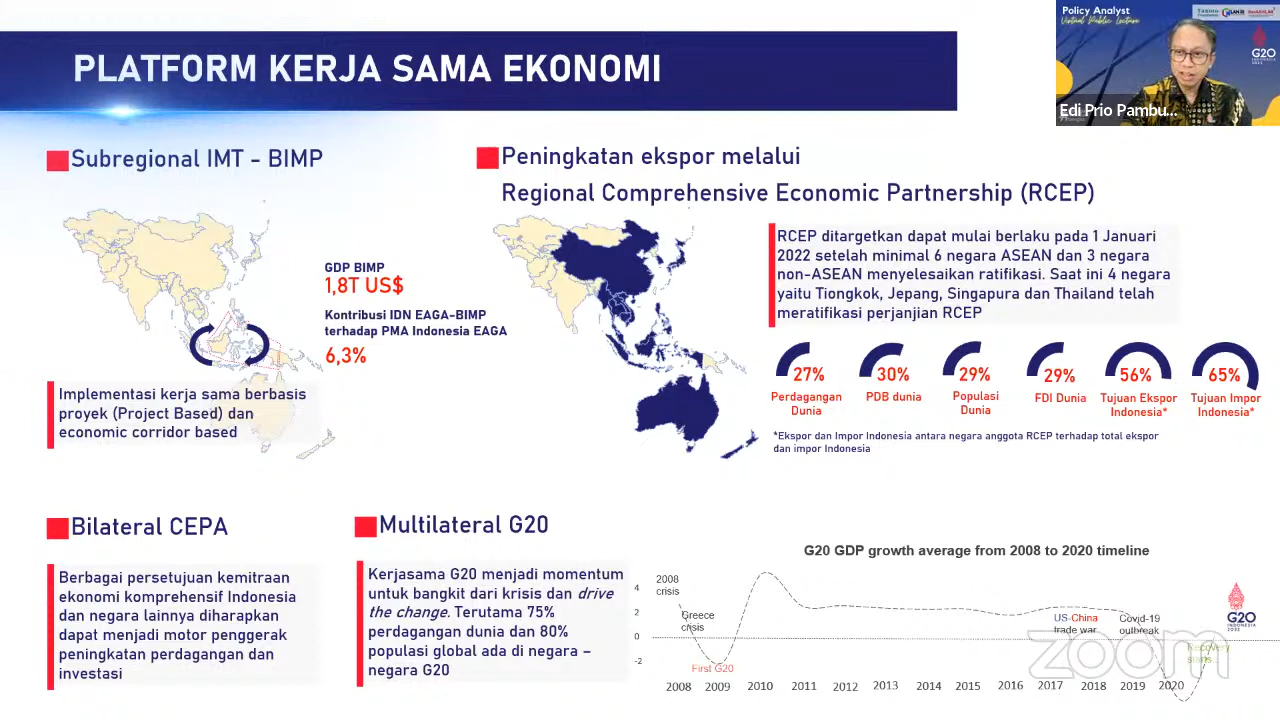 PLATFORM KERJA SAMA EKONOMI
Policy Analyst
Virtual Public Lecture
G20
Edi Prio Pambu...
Subregional IMT - BIMP
GDP BIMP
1,8T US$
Kontribusi IDN EAGA-BIMP
terhadap PMA Indonesia EAGA
6,3%
Implementasi kerja sama berbasis
proyek (Project Based) dan
economic corridor based
Peningkatan ekspor melalui
Regional Comprehensive Economic Partnership (RCEP)
RCEP ditargetkan dapat mulai berlaku pada 1 Januari
2022 setelah minimal 6 negara ASEAN dan 3 negara
non-ASEAN menyelesaikan ratifikasi. Saat ini 4 negara
yaitu Tiongkok, Jepang, Singapura dan Thailand telah
meratifikasi perjanjian RCEP
27%
Perdagangan
Dunia
30%
PDB dunia
29%
Populasi
Dunia
29%
FDI Dunia
56%
Tujuan Ekspor
Indonesia*
65%
Tujuan Impor
Indonesia*
*Ekspor dan Impor Indonesia antara negara anggota RCEP terhadap total ekspor
dan impor Indonesia
Bilateral CEPA
Berbagai persetujuan kemitraan
ekonomi komprehensif Indonesia
dan negara lainnya diharapkan
dapat menjadi motor penggerak
peningkatan perdagangan dan
investasi
Multilateral G20
Kerjasama G20 menjadi momentum
untuk bangkit dari krisis dan drive
the change. Terutama 75%
perdagangan dunia dan 80%
populasi global ada di negara –
negara G20
G20 GDP growth average from 2008 to 2020 timeline
4
2
0
-2
2008
crisis
Greece
crisis
First G20
US-China
trade war
Covid-19
outbreak
Recovery
starts..
2008 2009 2010 2011 2012 2013 2014 2015 2016 2017 2018 2019 2020
G20
INDONESIA
2022
zoom